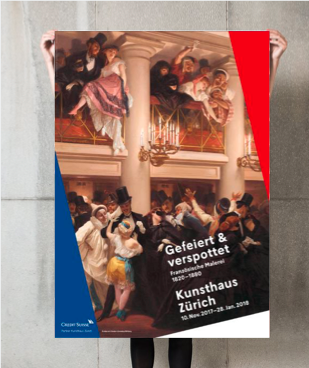 Gefeiert &
verspottet
Französische Malerei
1820–1880
Kunsthaus
Zürich
10. Nov. 2017–28. Jan. 2018
CREDIT SUISSE